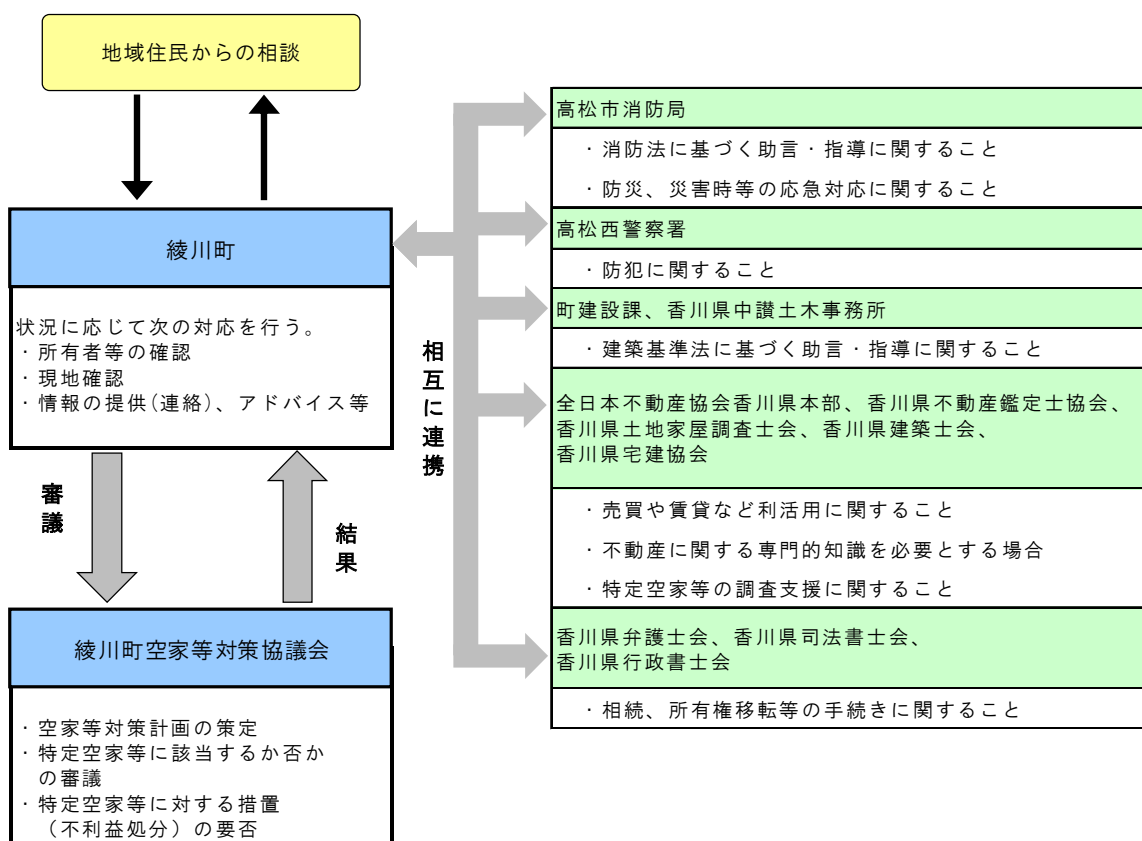 地域住民からの相談
綾川町
状況に応じて次の対応を行う。
・所有者等の確認
・現地確認
・情報の提供(連絡)、アドバイス等
審議
結果
綾川町空家等対策協議会
・空家等対策計画の策定
・特定空家等に該当するか否か
の審議
・特定空家等に対する措置
（不利益処分）の要否
相互に連携
高松市消防局
・消防法に基づく助言・指導に関すること
・防災、災害時等の応急対応に関すること
高松西警察署
・防犯に関すること
町建設課、香川県中讃土木事務所
・建築基準法に基づく助言・指導に関すること
全日本不動産協会香川県本部、香川県不動産鑑定士協会、
香川県土地家屋調査士会、香川県建築士会、
香川県宅建協会
・売買や賃貸など利活用に関すること
・不動産に関する専門的知識を必要とする場合
・特定空家等の調査支援に関すること
香川県弁護士会、香川県司法書士会、
香川県行政書士会
・相続、所有権移転等の手続きに関すること